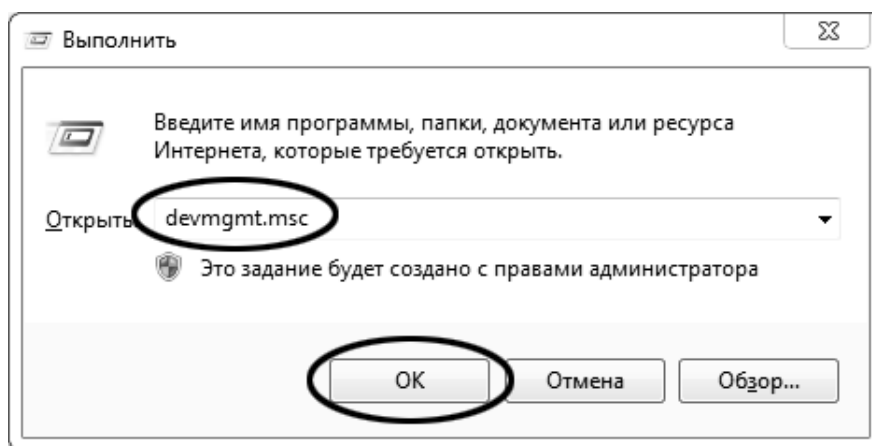 Выполнить
Введите имя программы, папки, документа или ресурса
Интернета, которые требуется открыть.
Открыть devmgmt.msc
Это задание будет создано с правами администратора
ОК Отмена Обзор...